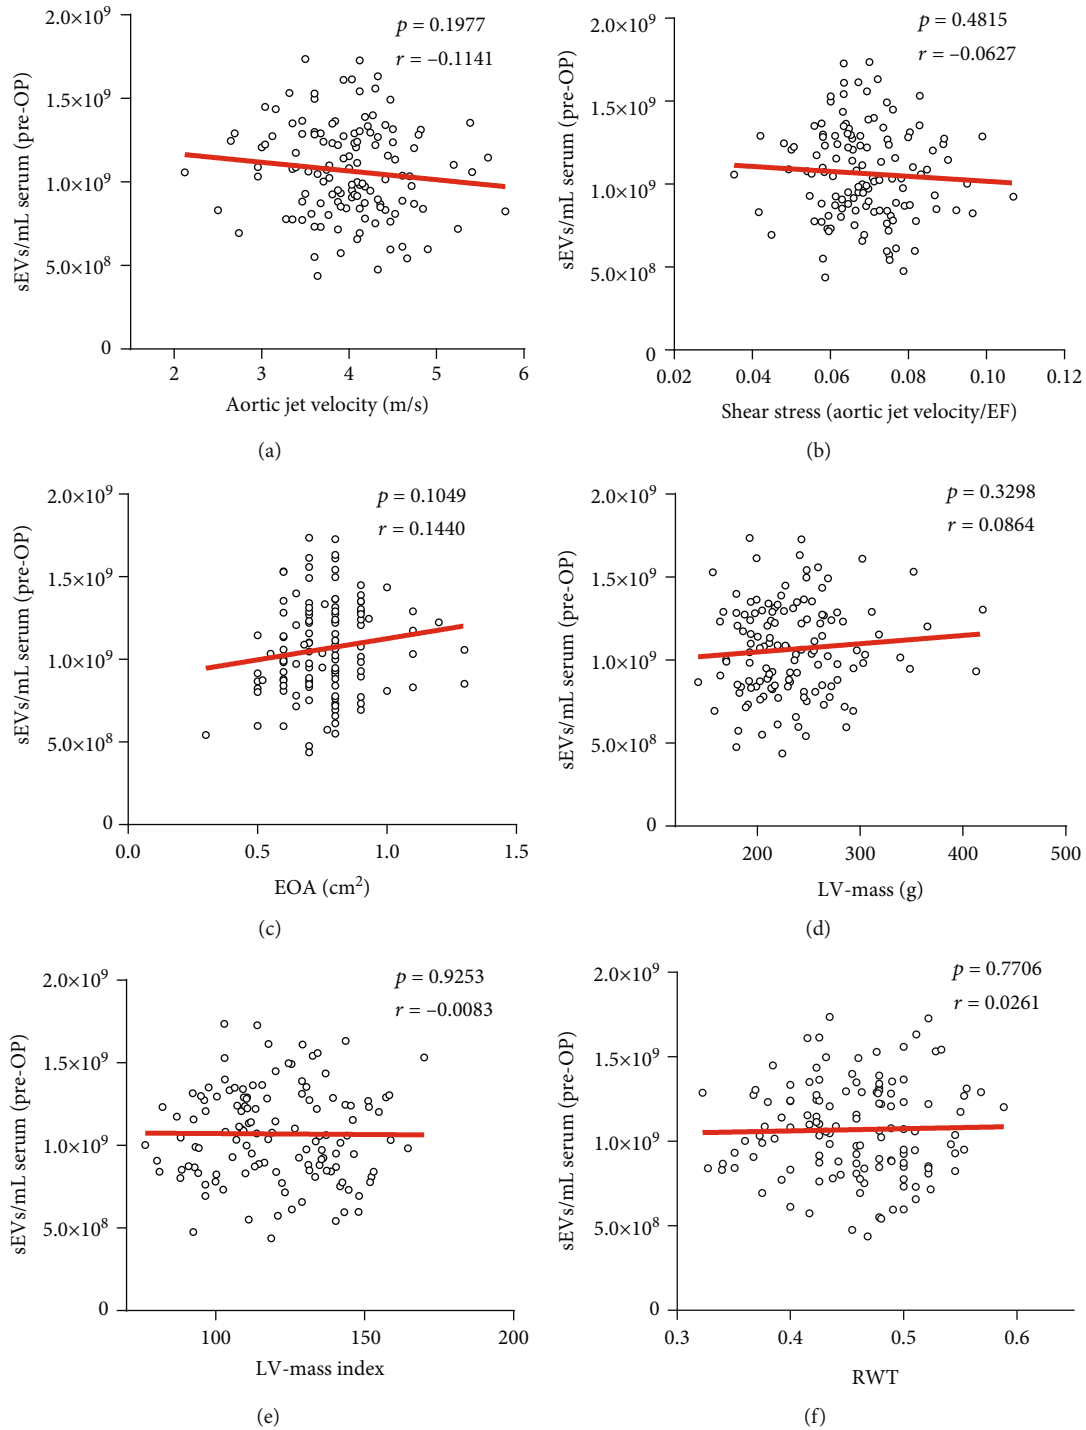 2.0×10⁹
1.5×10⁹
1.0×10⁹
5.0×10⁸
0
sEVs/mL serum (pre-OP)
p = 0.1977
r = –0.1141
2 3 4 5 6
Aortic jet velocity (m/s)
(a)
2.0×10⁹
1.5×10⁹
1.0×10⁹
5.0×10⁸
0
sEVs/mL serum (pre-OP)
p = 0.4815
r = –0.0627
0.02 0.04 0.06 0.08 0.10 0.12
Shear stress (aortic jet velocity/EF)
(b)
2.0×10⁹
1.5×10⁹
1.0×10⁹
5.0×10⁸
0
sEVs/mL serum (pre-OP)
p = 0.1049
r = 0.1440
0.0 0.5 1.0 1.5
EOA (cm²)
(c)
2.0×10⁹
1.5×10⁹
1.0×10⁹
5.0×10⁸
0
sEVs/mL serum (pre-OP)
p = 0.3298
r = 0.0864
200 300 400 500
LV-mass (g)
(d)
2.0×10⁹
1.5×10⁹
1.0×10⁹
5.0×10⁸
0
sEVs/mL serum (pre-OP)
p = 0.9253
r = –0.0083
100 150 200
LV-mass index
(e)
2.0×10⁹
1.5×10⁹
1.0×10⁹
5.0×10⁸
0
sEVs/mL serum (pre-OP)
p = 0.7706
r = 0.0261
0.3 0.4 0.5 0.6
RWT
(f)